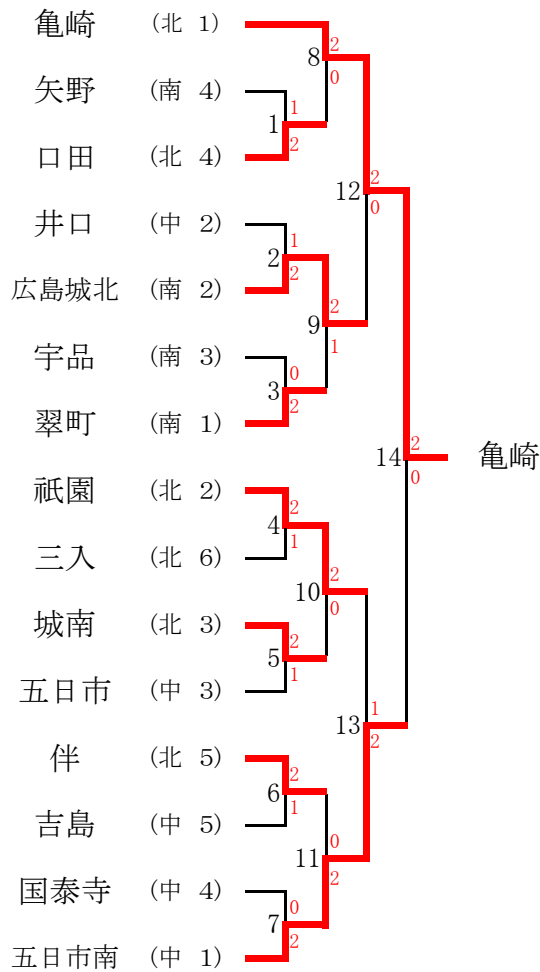 亀崎 (北 1)
2
8
0
矢野 (南 4)
1
1
口田 (北 4)
2
2
12
0
井口 (中 2)
1
2
広島城北 (南 2)
2
2
9
1
宇品 (南 3)
0
3
翠町 (南 1)
2
2
14
0
亀崎
祇園 (北 2)
2
4
1
三入 (北 6)
2
10
0
城南 (北 3)
2
5
1
五日市 (中 3)
1
13
2
伴 (北 5)
2
6
1
吉島 (中 5)
0
11
2
国泰寺 (中 4)
0
7
五日市南 (中 1)
2